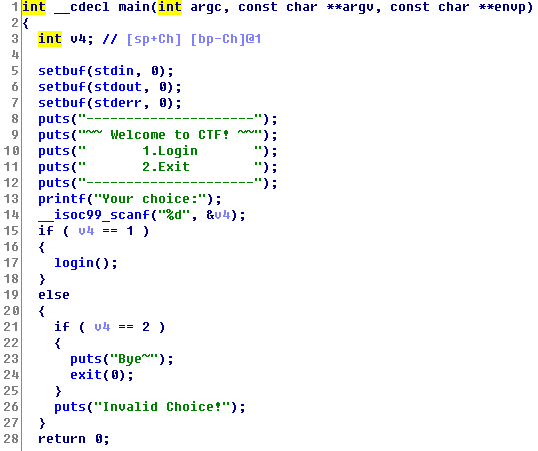 1 int __cdecl main(int argc, const char **argv, const char **envp)
2 {
3   int v4; // [sp+Ch] [bp-Ch]@1
4
5   setbuf(stdin, 0);
6   setbuf(stdout, 0);
7   setbuf(stderr, 0);
8   puts("---------------------");
9   puts("~~ Welcome to CTF! ~~");
10   puts("       1.Login       ");
11   puts("       2.Exit        ");
12   puts("---------------------");
13   printf("Your choice:");
14   __isoc99_scanf("%d", &v4);
15   if ( v4 == 1 )
16   {
17     login();
18   }
19   else
20   {
21     if ( v4 == 2 )
22     {
23       puts("Bye~");
24       exit(0);
25     }
26     puts("Invalid Choice!");
27   }
28   return 0;